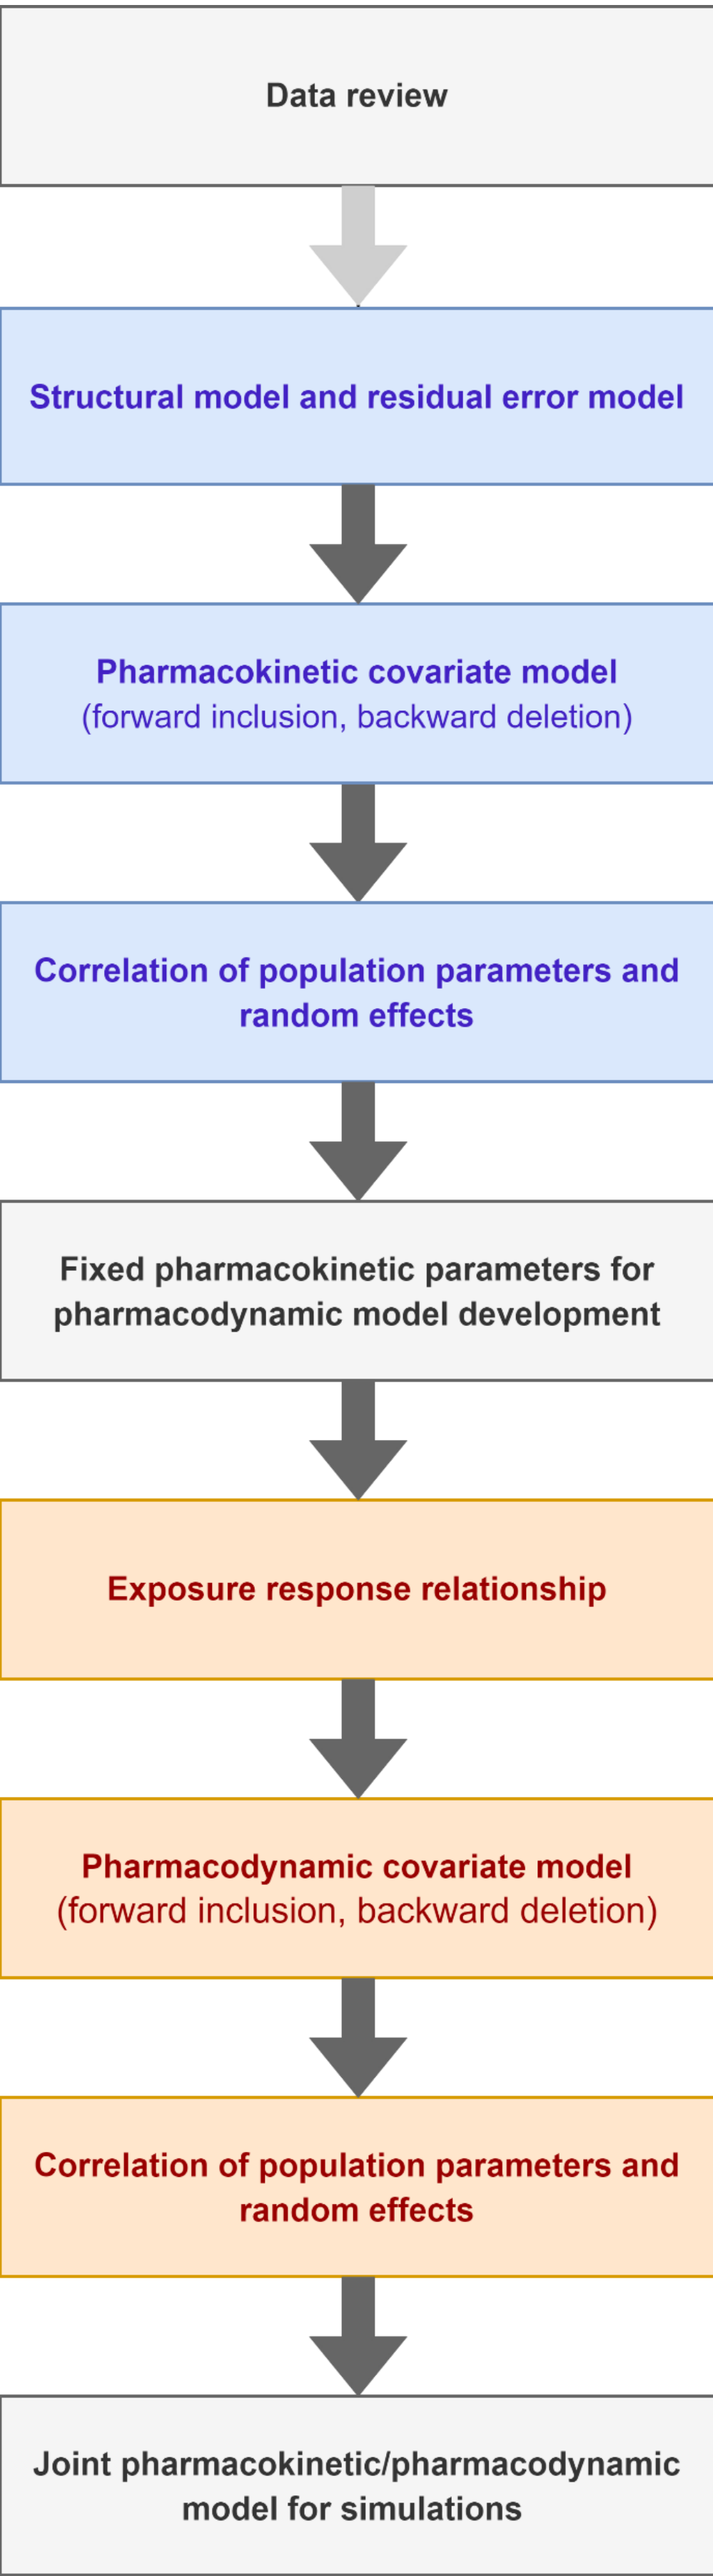 Data review
Structural model and residual error model
Pharmacokinetic covariate model
(forward inclusion, backward deletion)
Correlation of population parameters and
random effects
Fixed pharmacokinetic parameters for
pharmacodynamic model development
Exposure response relationship
Pharmacodynamic covariate model
(forward inclusion, backward deletion)
Correlation of population parameters and
random effects
Joint pharmacokinetic/pharmacodynamic
model for simulations